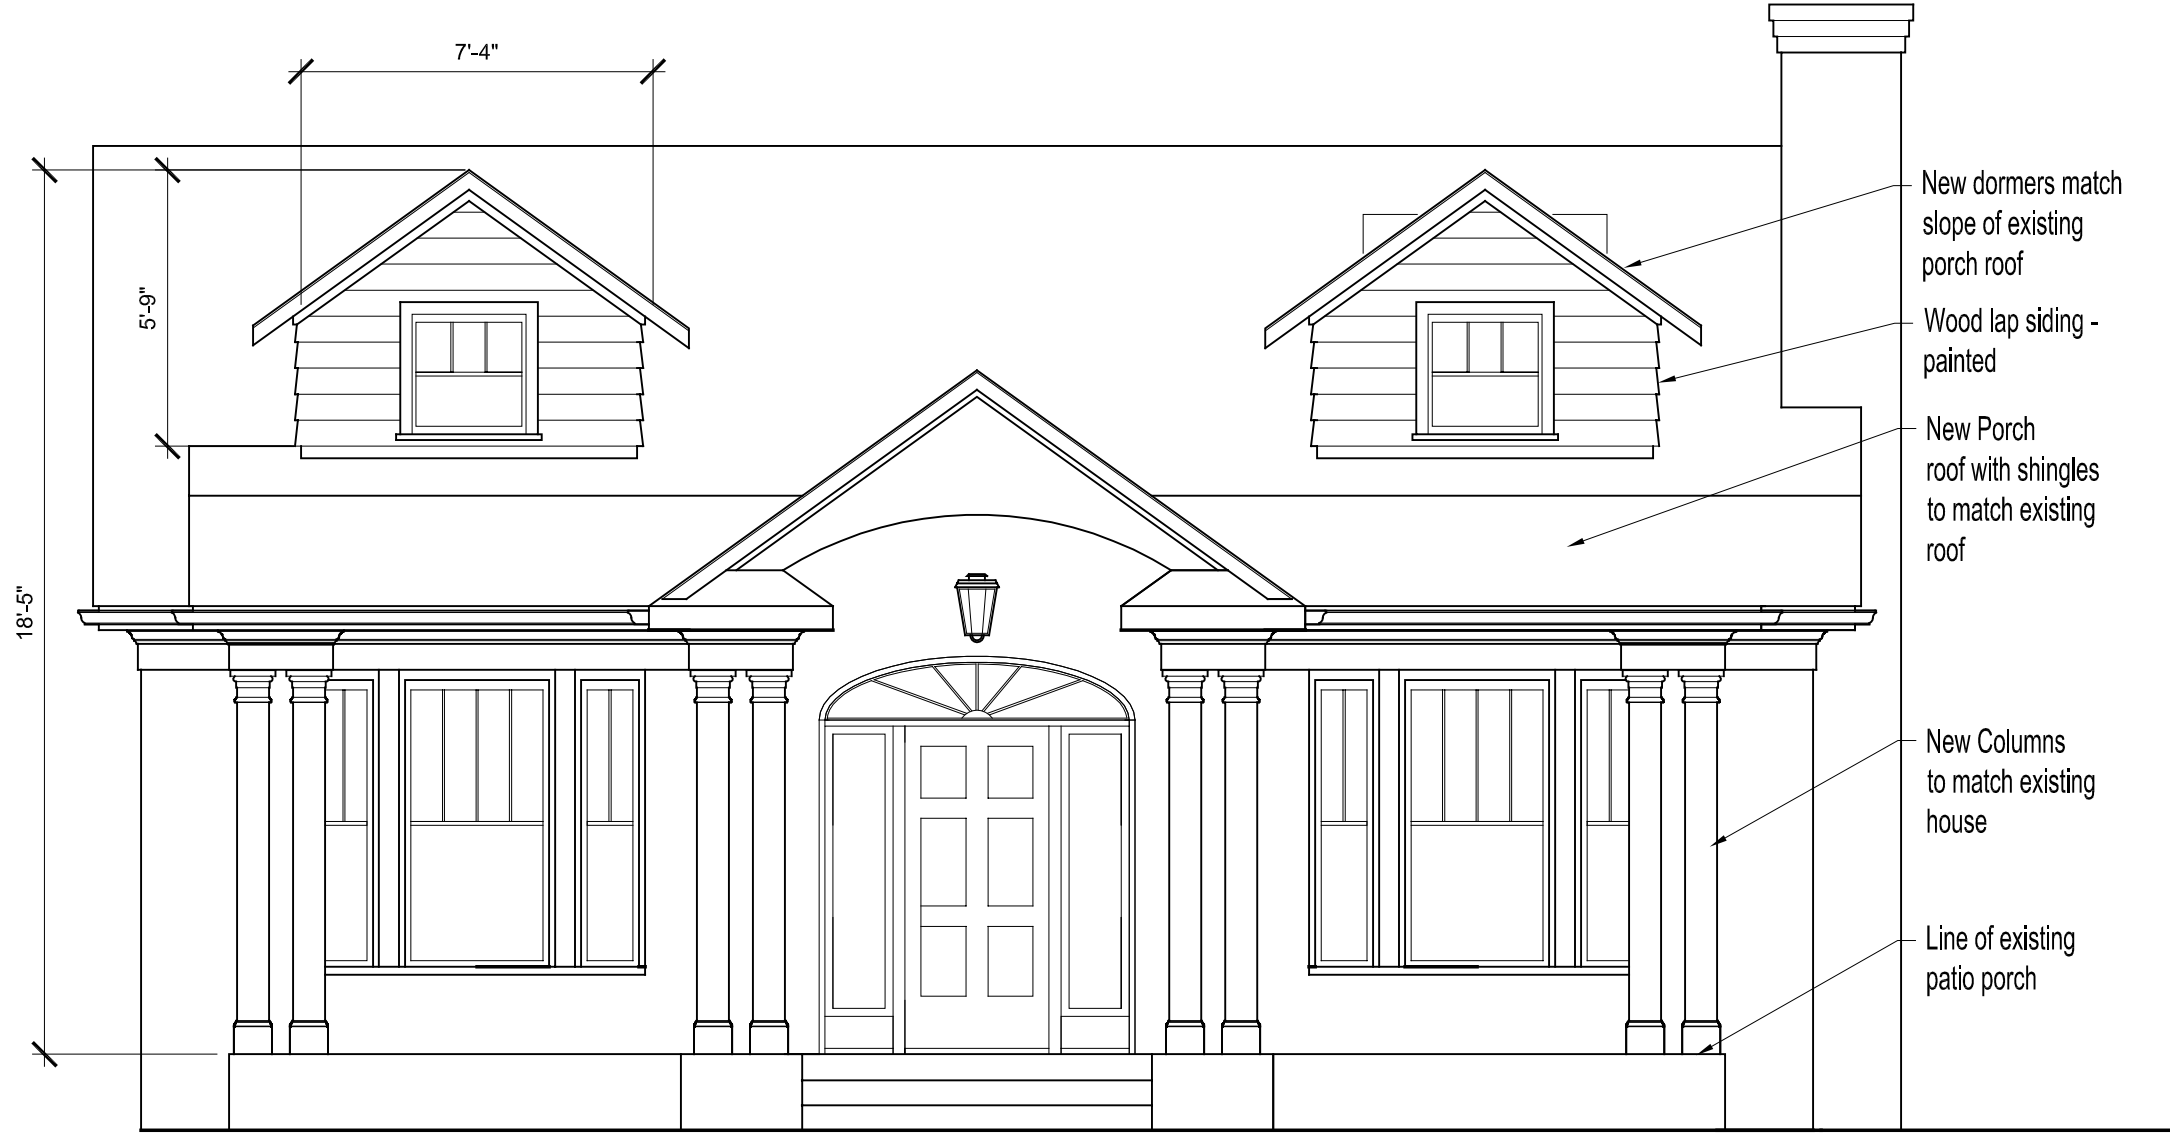 7'-4"
5'-9"
18'-5"
New dormers match
slope of existing
porch roof
Wood lap siding -
painted
New Porch
roof with shingles
to match existing
roof
New Columns
to match existing
house
Line of existing
patio porch